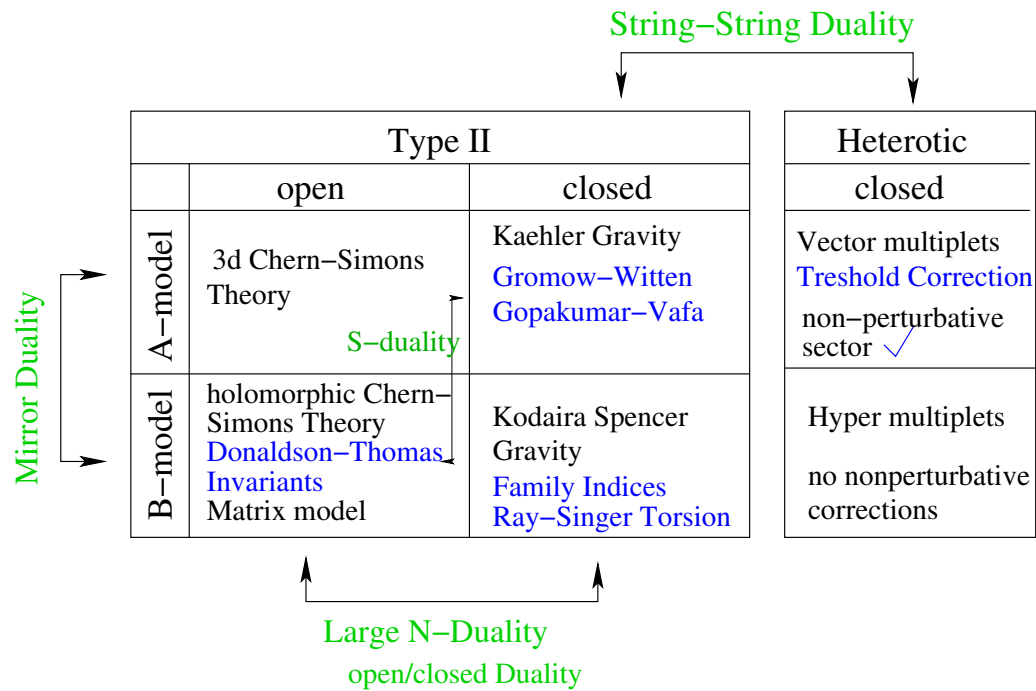 String−String Duality
Type II
Heterotic
open
closed
closed
Mirror Duality
A−model
3d Chern−Simons
Theory
S−duality
Kaehler Gravity
Gromow−Witten
Gopakumar−Vafa
Vector multiplets
Treshold Correction
non−perturbative
sector
B−model
holomorphic Chern−
Simons Theory
Donaldson−Thomas
Invariants
Matrix model
Kodaira Spencer
Gravity
Family Indices
Ray−Singer Torsion
Hyper multiplets
no nonperturbative
corrections
Large N−Duality
open/closed Duality